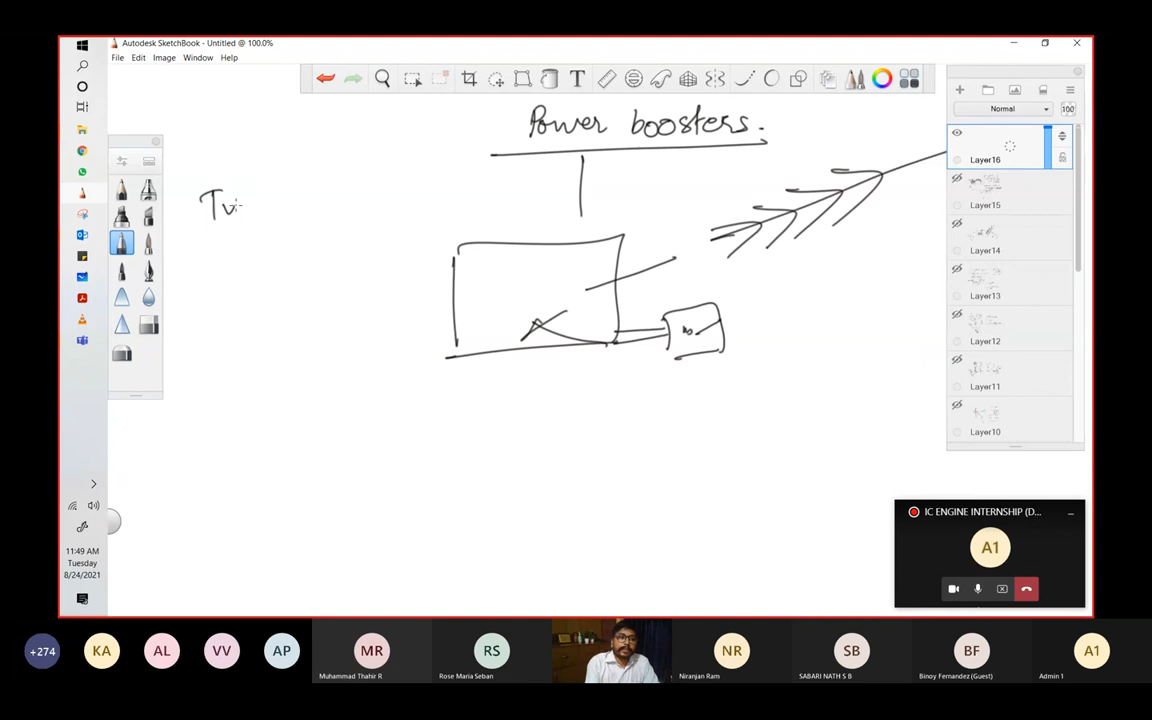 Autodesk SketchBook - Untitled @ 100.0%
File Edit Image Window Help
T
Power boosters.
Normal
100
Layer16
Layer15
Layer14
Layer13
Layer12
Layer11
Layer10
11:49 AM
Tuesday
8/24/2021
IC ENGINE INTERNSHIP (D...
A1
+274
KA
AL
VV
AP
MR
Muhammad Thahir R
RS
Rose Maria Seban
NR
Niranjan Ram
SB
SABARI NATH S B
BF
Binoy Fernandez (Guest)
A1
Admin 1